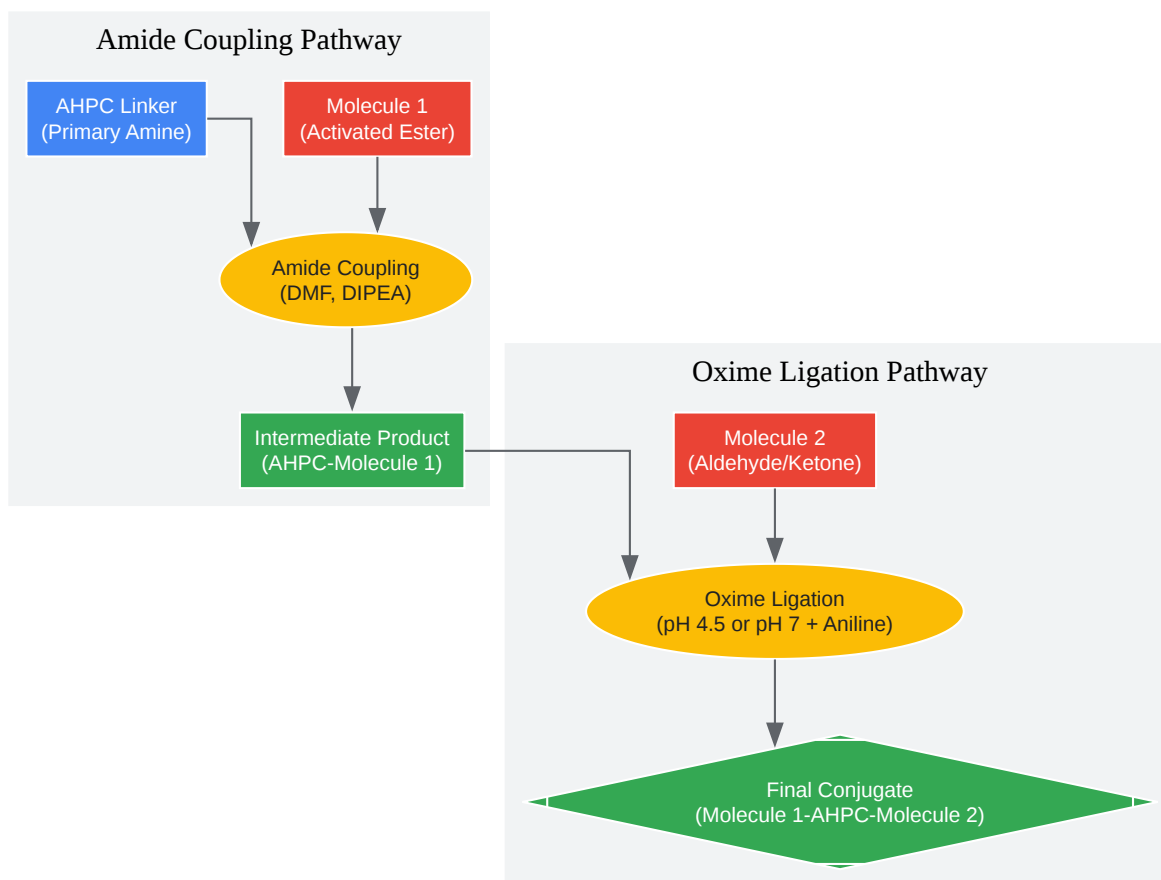 Amide Coupling Pathway
AHPC Linker
(Primary Amine)
Molecule 1
(Activated Ester)
Amide Coupling
(DMF, DIPEA)
Intermediate Product
(AHPC-Molecule 1)
Oxime Ligation Pathway
Molecule 2
(Aldehyde/Ketone)
Oxime Ligation
(pH 4.5 or pH 7 + Aniline)
Final Conjugate
(Molecule 1-AHPC-Molecule 2)